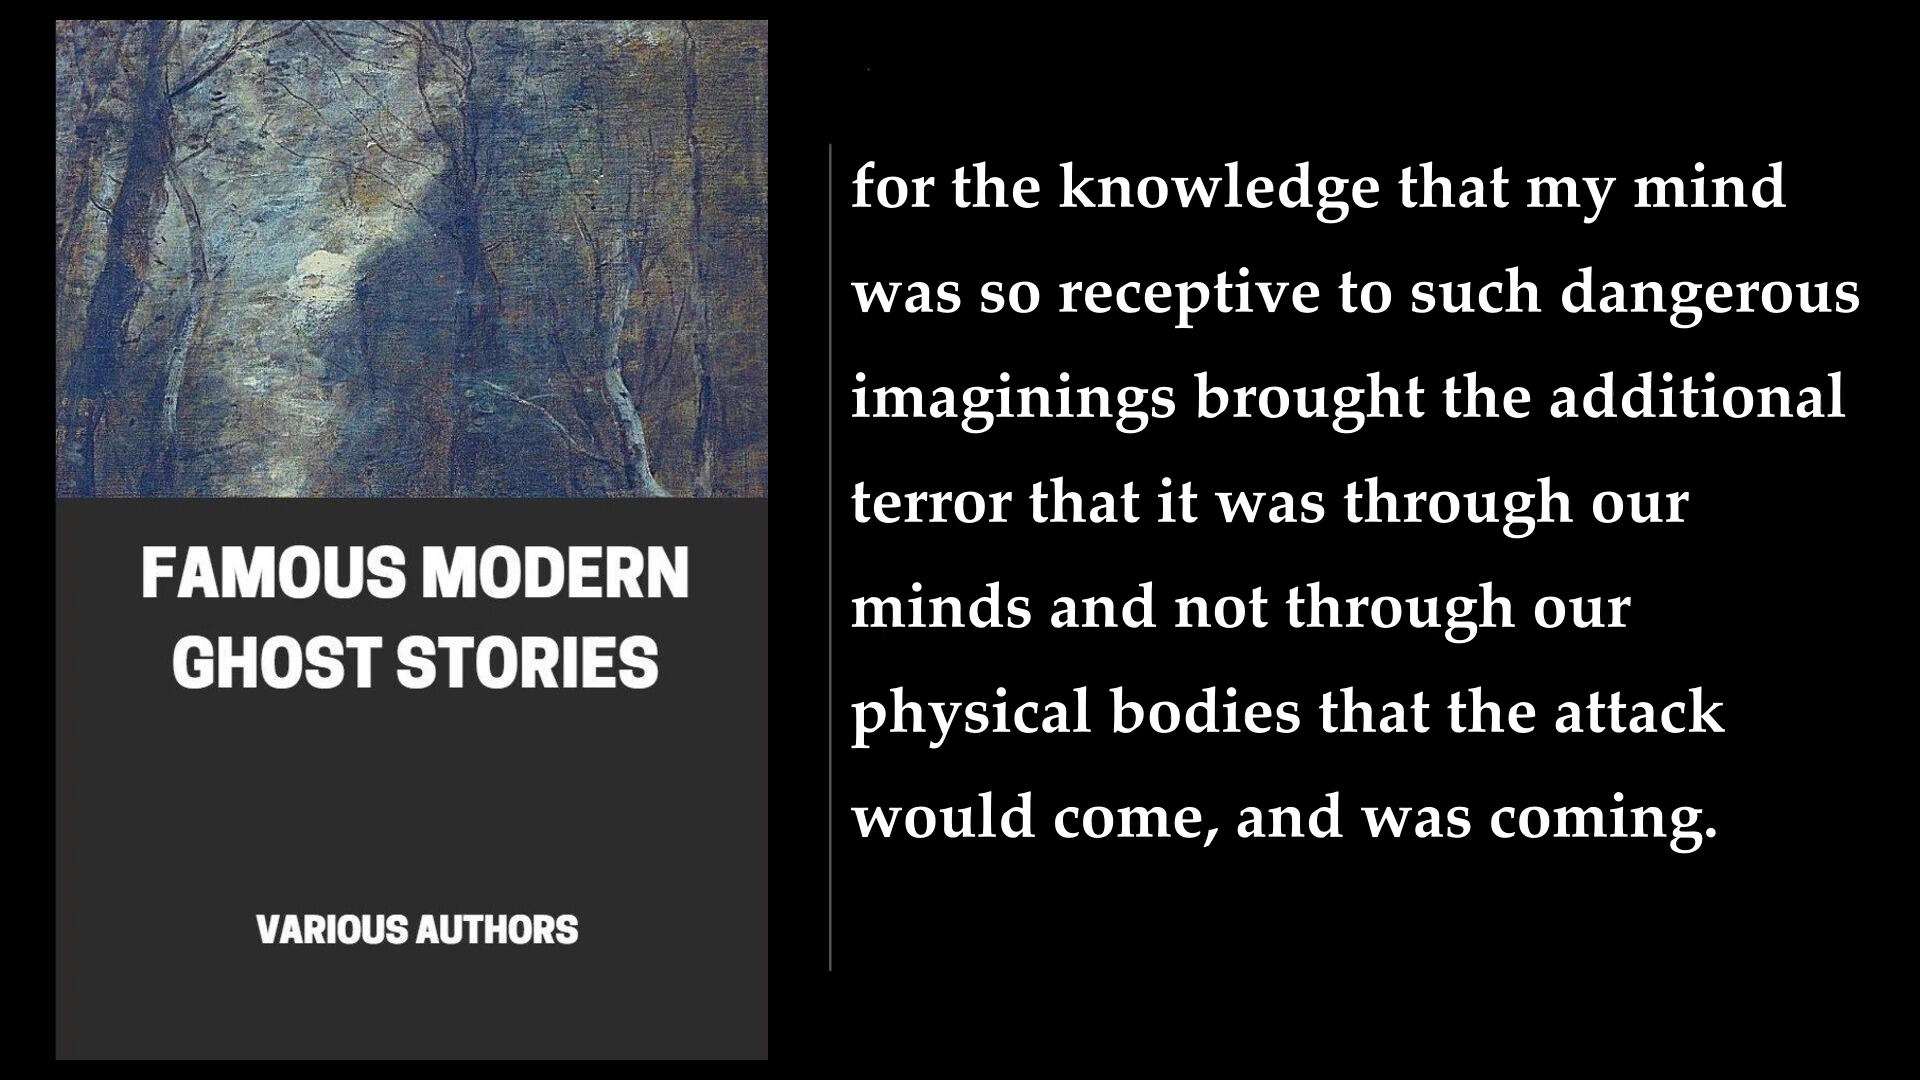 FAMOUS MODERN
GHOST STORIES
VARIOUS AUTHORS
for the knowledge that my mind
was so receptive to such dangerous
imaginings brought the additional
terror that it was through our
minds and not through our
physical bodies that the attack
would come, and was coming.